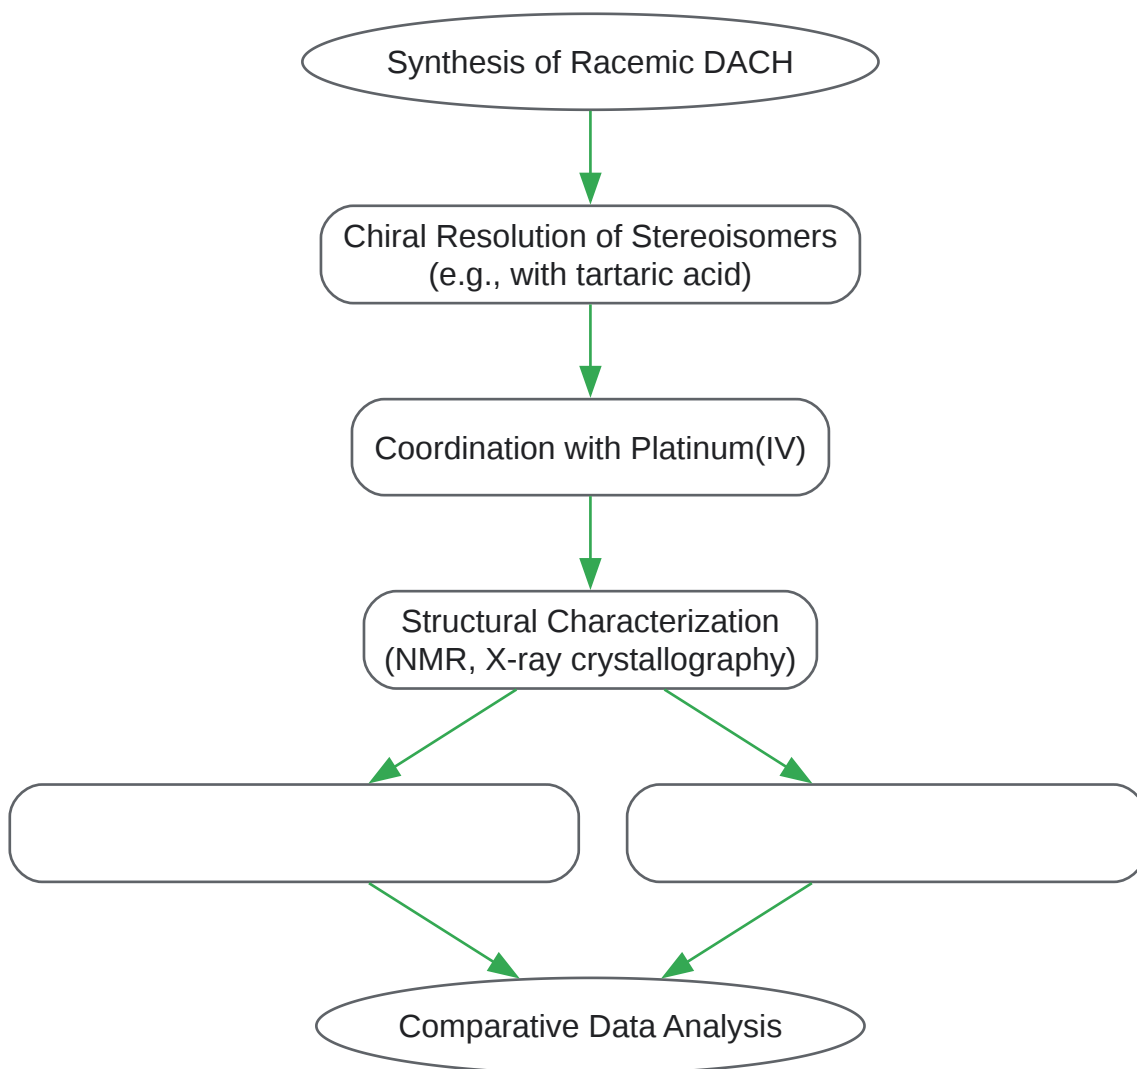 Synthesis of Racemic DACH
Chiral Resolution of Stereoisomers
(e.g., with tartaric acid)
Coordination with Platinum(IV)
Structural Characterization
(NMR, X-ray crystallography)
Comparative Data Analysis